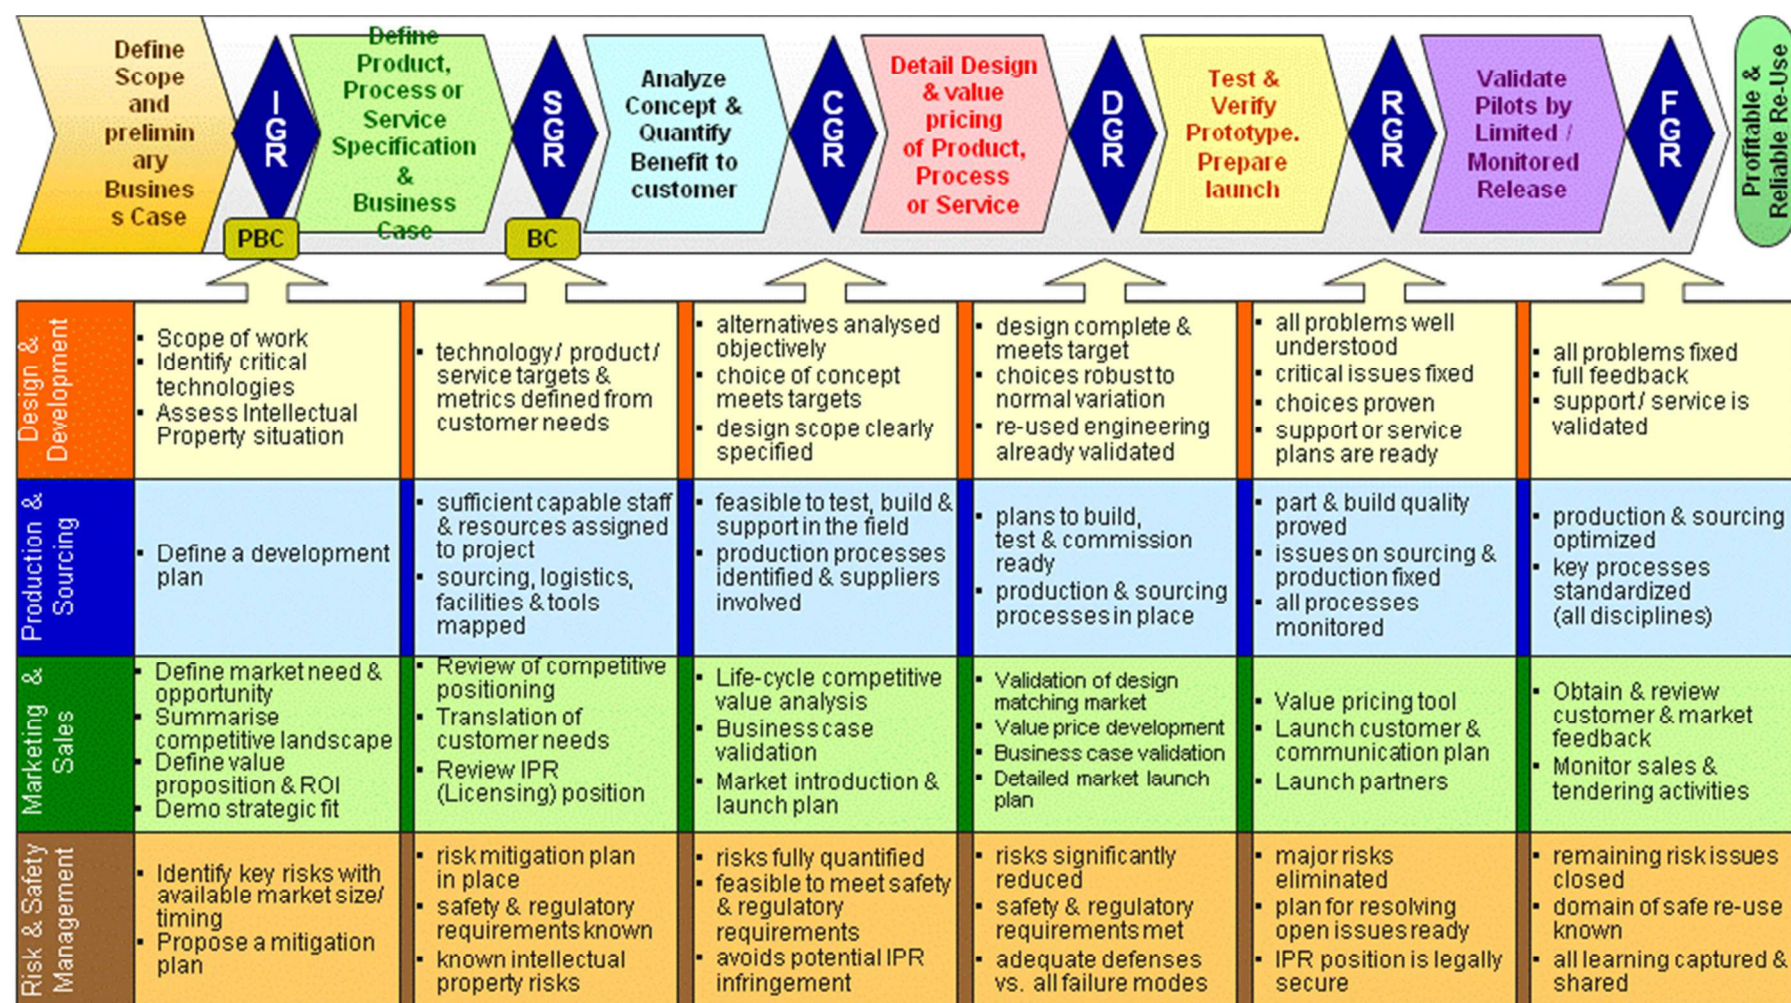 Define
Scope
and
prelimin
ary
Busines
s Case
IGR
PBC
Define
Product,
Process or
Service
Specification
&
Business
Case
SGR
BC
Analyze
Concept &
Quantify
Benefit to
customer
CGR
Detail Design
& value
pricing
of Product,
Process
or Service
DGR
Test &
Verify
Prototype.
Prepare
launch
RGR
Validate
Pilots by
Limited /
Monitored
Release
FGR
Profitable &
Reliable Re-Use
Design &
Development
▪ Scope of work
▪ Identify critical
technologies
▪ Assess Intellectual
Property situation
▪ technology / product /
service targets &
metrics defined from
customer needs
▪ alternatives analysed
objectively
▪ choice of concept
meets targets
▪ design scope clearly
specified
▪ design complete &
meets target
▪ choices robust to
normal variation
▪ re-used engineering
already validated
▪ all problems well
understood
▪ critical issues fixed
▪ choices proven
▪ support or service
plans are ready
▪ all problems fixed
▪ full feedback
▪ support / service is
validated
Production &
Sourcing
▪ Define a development
plan
▪ sufficient capable staff
& resources assigned
to project
▪ sourcing, logistics,
facilities & tools
mapped
▪ feasible to test, build &
support in the field
▪ production processes
identified & suppliers
involved
▪ plans to build,
test & commission
ready
▪ production & sourcing
processes in place
▪ part & build quality
proved
▪ issues on sourcing &
production fixed
▪ all processes
monitored
▪ production & sourcing
optimized
▪ key processes
standardized
(all disciplines)
Marketing &
Sales
▪ Define market need &
opportunity
▪ Summarise
competitive landscape
▪ Define value
proposition & ROI
▪ Demo strategic fit
▪ Review of competitive
positioning
▪ Translation of
customer needs
▪ Review IPR
(Licensing) position
▪ Life-cycle competitive
value analysis
▪ Business case
validation
▪ Market introduction &
launch plan
▪ Validation of design
matching market
▪ Value price development
▪ Business case validation
▪ Detailed market launch
plan
▪ Value pricing tool
▪ Launch customer &
communication plan
▪ Launch partners
▪ Obtain & review
customer & market
feedback
▪ Monitor sales &
tendering activities
Risk & Safety
Management
▪ Identify key risks with
available market size/
timing
▪ Propose a mitigation
plan
▪ risk mitigation plan
in place
▪ safety & regulatory
requirements known
▪ known intellectual
property risks
▪ risks fully quantified
▪ feasible to meet safety
& regulatory
requirements
▪ avoids potential IPR
infringement
▪ risks significantly
reduced
▪ safety & regulatory
requirements met
▪ adequate defenses
vs. all failure modes
▪ major risks
eliminated
▪ plan for resolving
open issues ready
▪ IPR position is legally
secure
▪ remaining risk issues
closed
▪ domain of safe re-use
known
▪ all learning captured &
shared